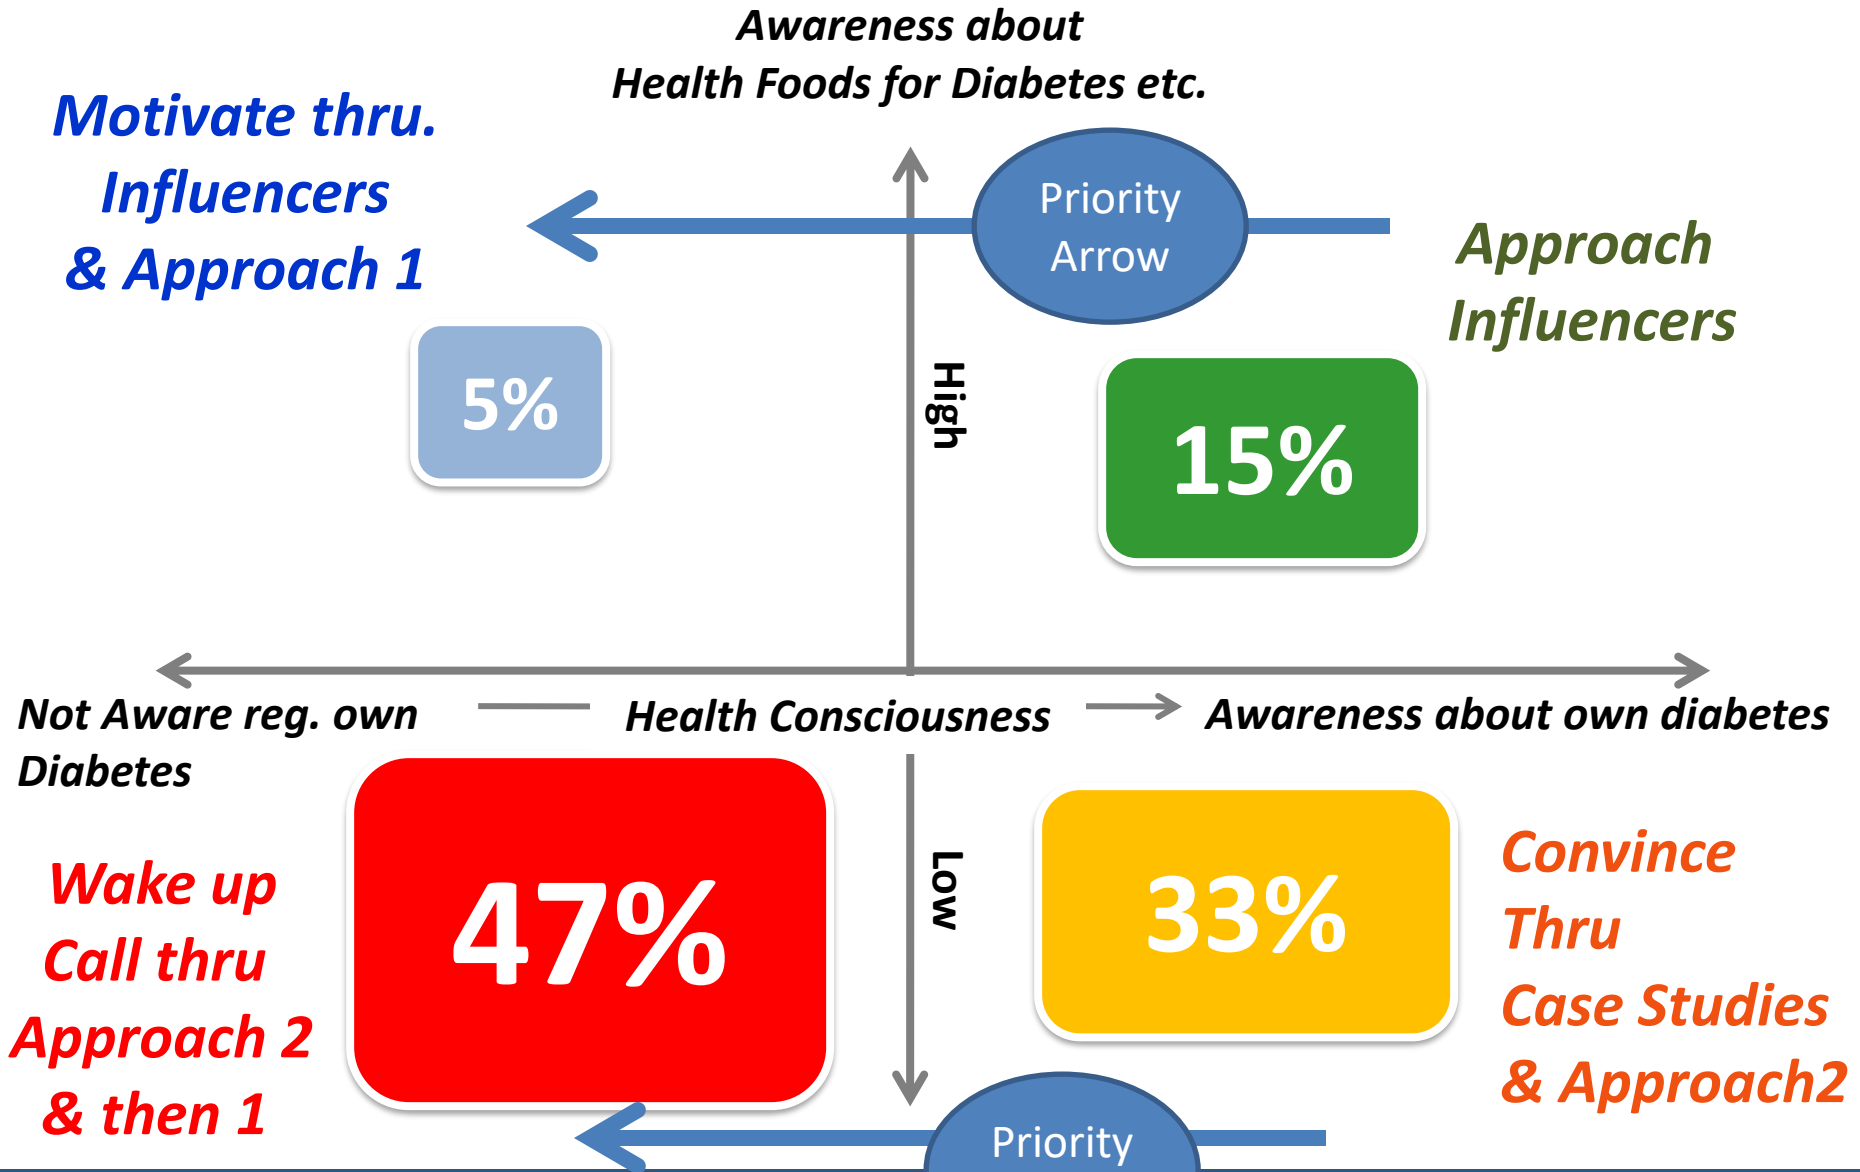 Awareness about
Health Foods for Diabetes etc.
Motivate thru.
Influencers
& Approach 1
Priority
Arrow
Approach
Influencers
5%
High
15%
Not Aware reg. own
Diabetes
Health Consciousness
Awareness about own diabetes
Wake up
Call thru
Approach 2
& then 1
47%
Low
33%
Convince
Thru
Case Studies
& Approach2
Priority